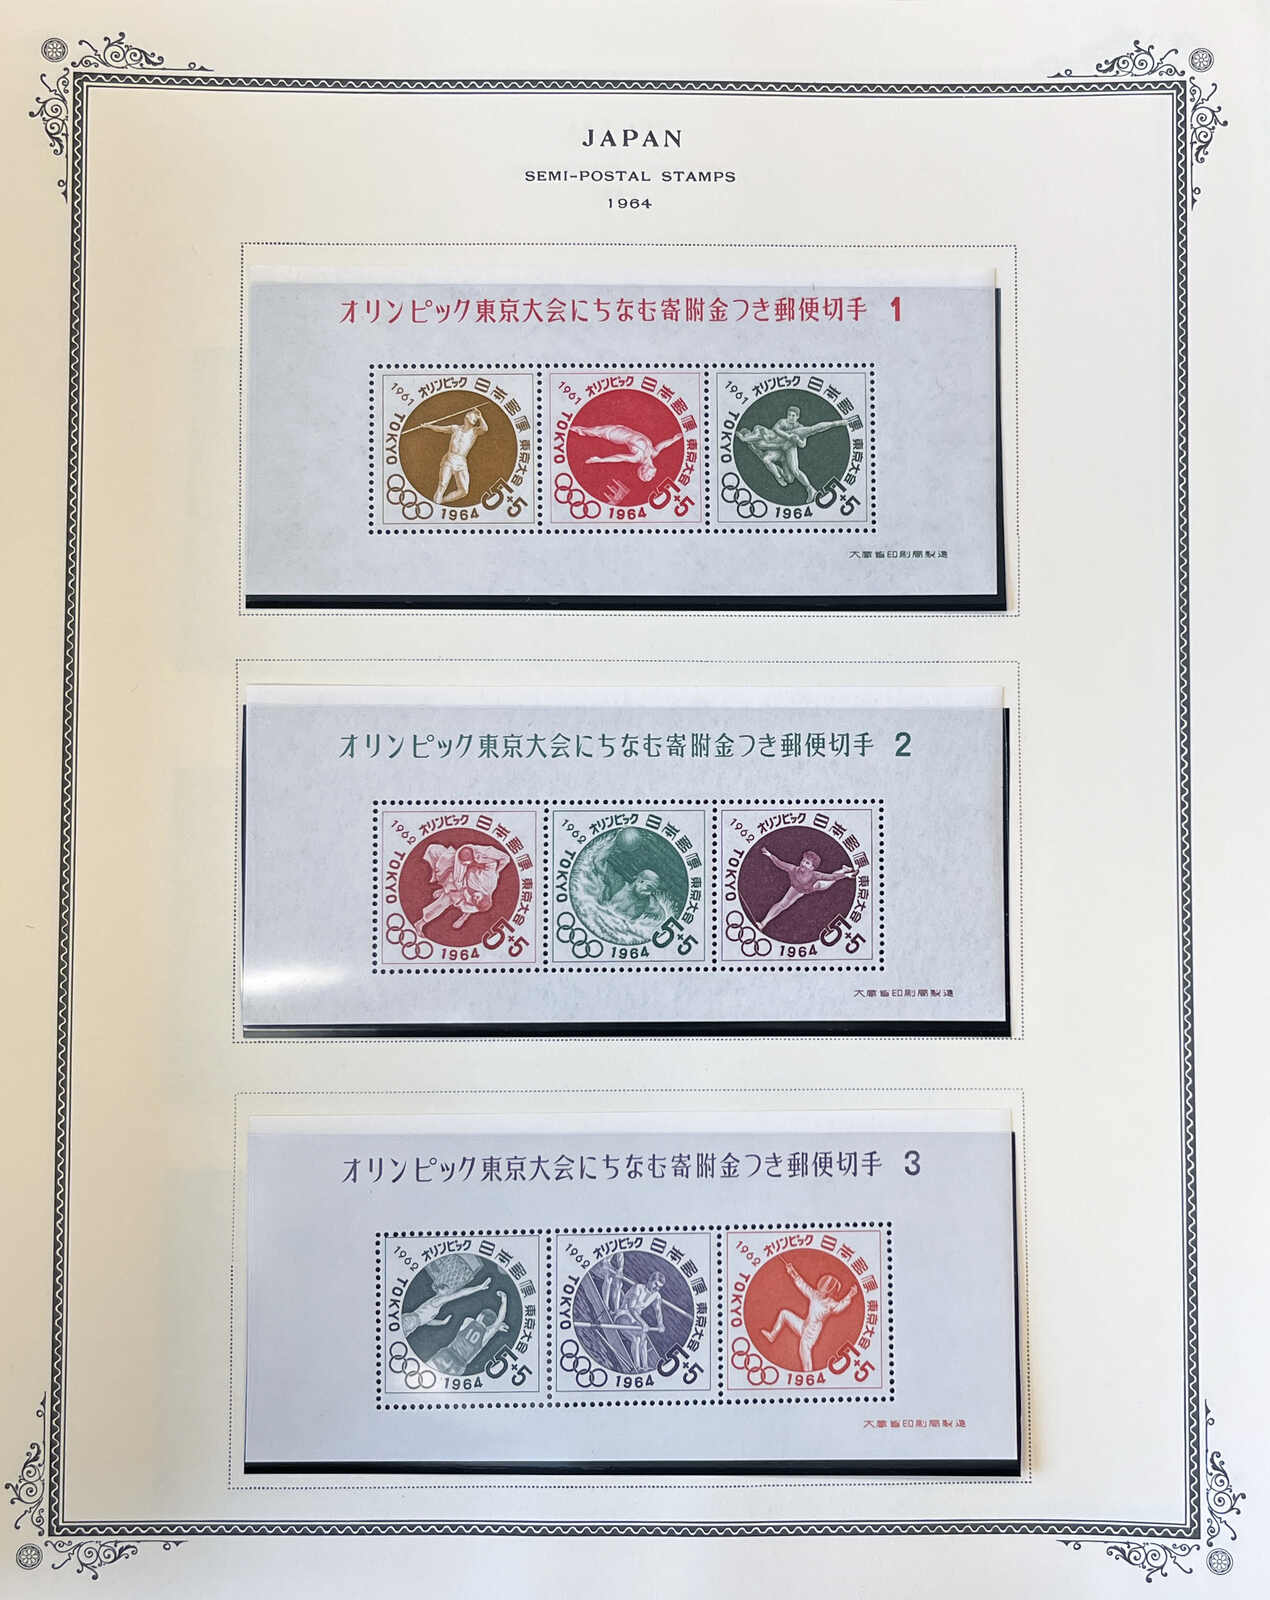 JAPAN
SEMI-POSTAL STAMPS
1964
オリンピック東京大会にちなむ寄附金つき郵便切手 1
1961 オリンピック 日本郵便
TOKYO 東京大会
1964 5+5
1961 オリンピック 日本郵便
TOKYO 東京大会
1964 5+5
1961 オリンピック 日本郵便
TOKYO 東京大会
1964 5+5
大蔵省印刷局製造
オリンピック東京大会にちなむ寄附金つき郵便切手 2
1962 オリンピック 日本郵便
TOKYO 東京大会
1964 5+5
1962 オリンピック 日本郵便
TOKYO 東京大会
1964 5+5
1962 オリンピック 日本郵便
TOKYO 東京大会
1964 5+5
大蔵省印刷局製造
オリンピック東京大会にちなむ寄附金つき郵便切手 3
1962 オリンピック 日本郵便
TOKYO 東京大会
10
1964 5+5
1962 オリンピック 日本郵便
TOKYO 東京大会
1964 5+5
1962 オリンピック 日本郵便
TOKYO 東京大会
1964 5+5
大蔵省印刷局製造